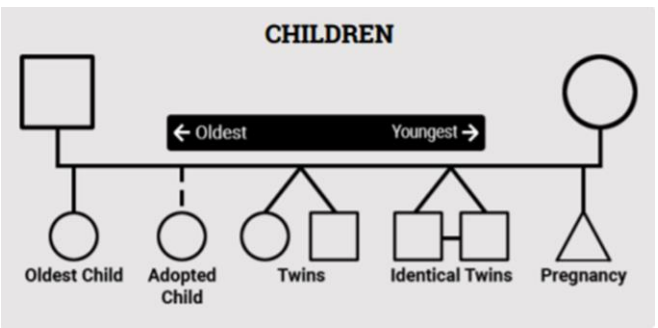 CHILDREN
← Oldest
Youngest →
Oldest Child
Adopted
Child
Twins
Identical Twins
Pregnancy